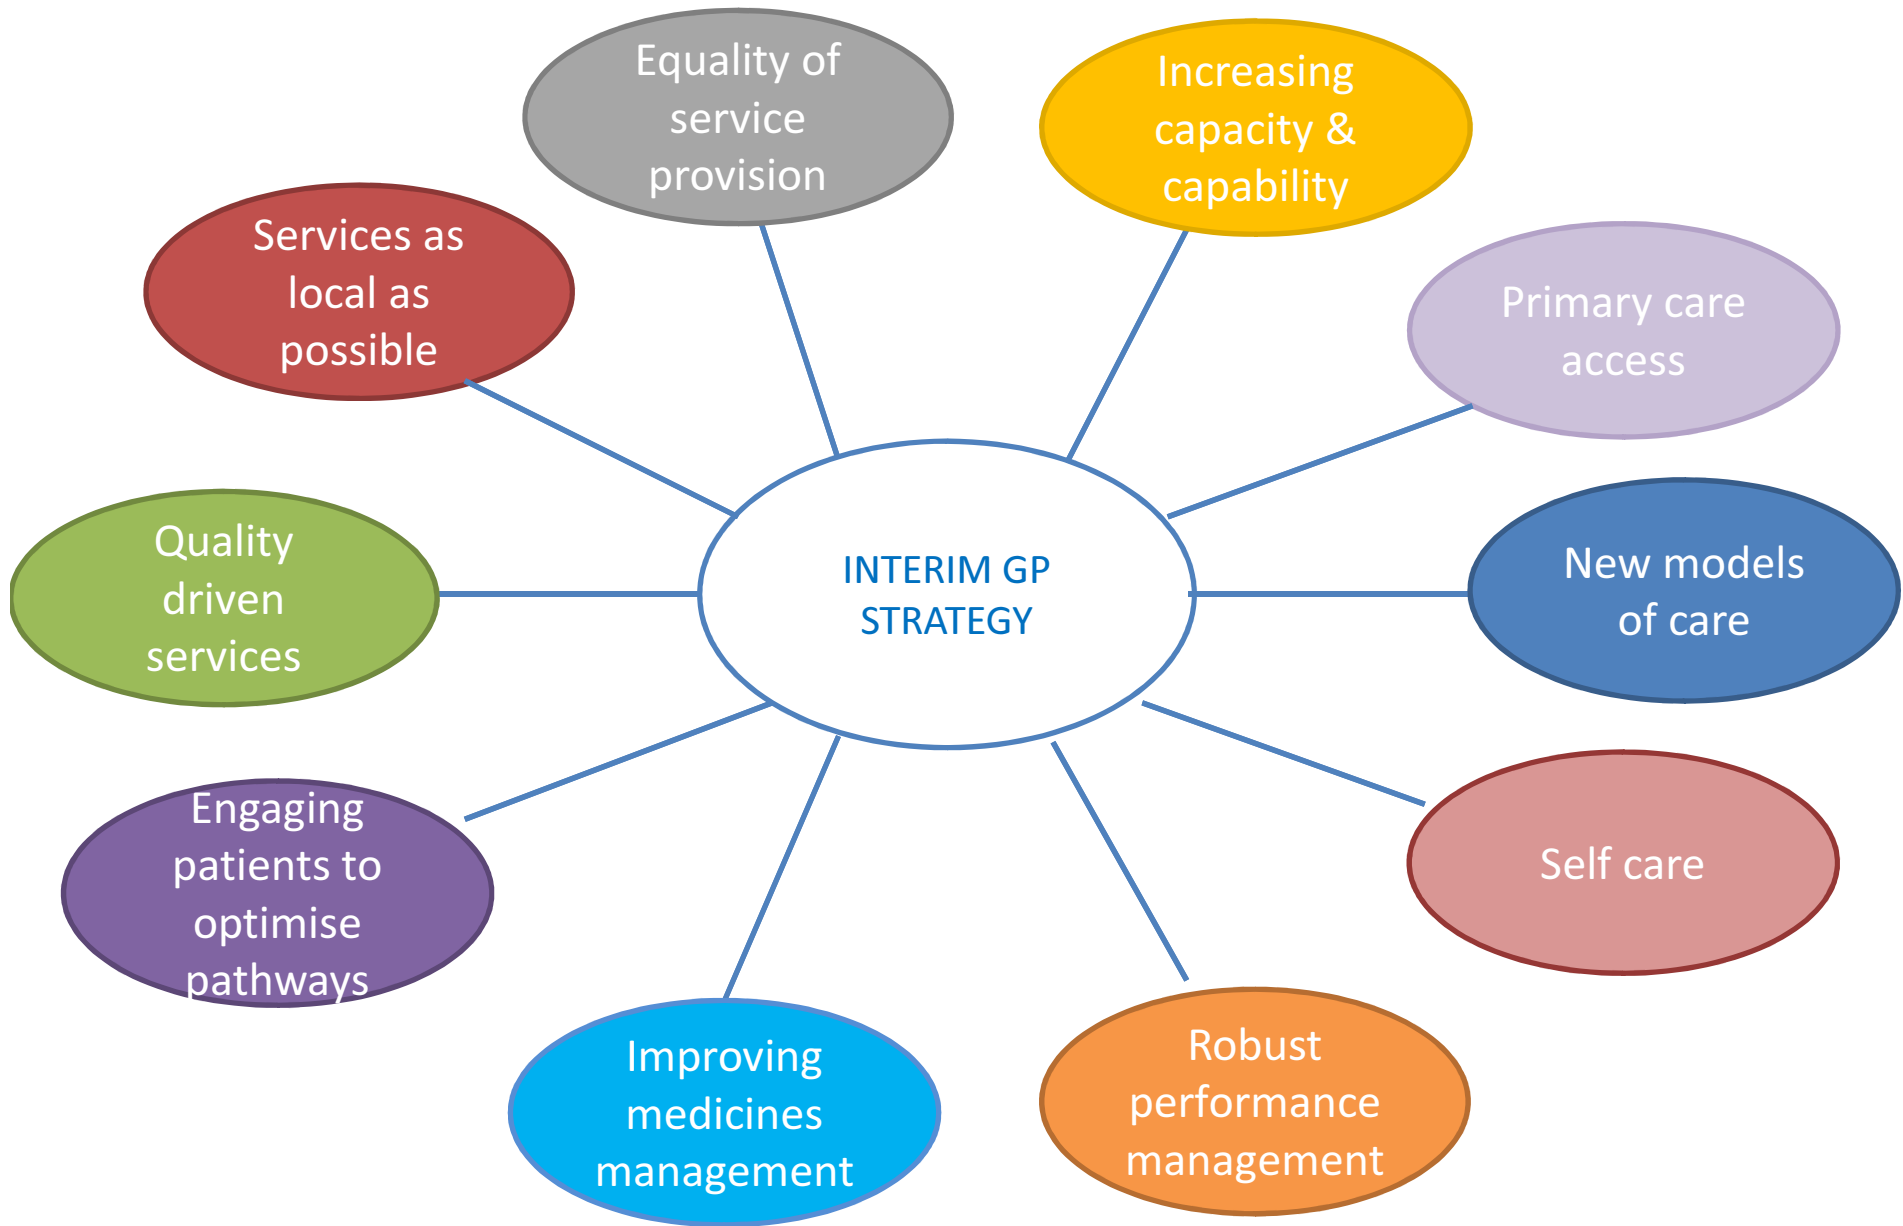 Equality of
service
provision
Increasing
capacity &
capability
Services as
local as
possible
Primary care
access
Quality
driven
services
INTERIM GP
STRATEGY
New models
of care
Engaging
patients to
optimise
pathways
Self care
Improving
medicines
management
Robust
performance
management